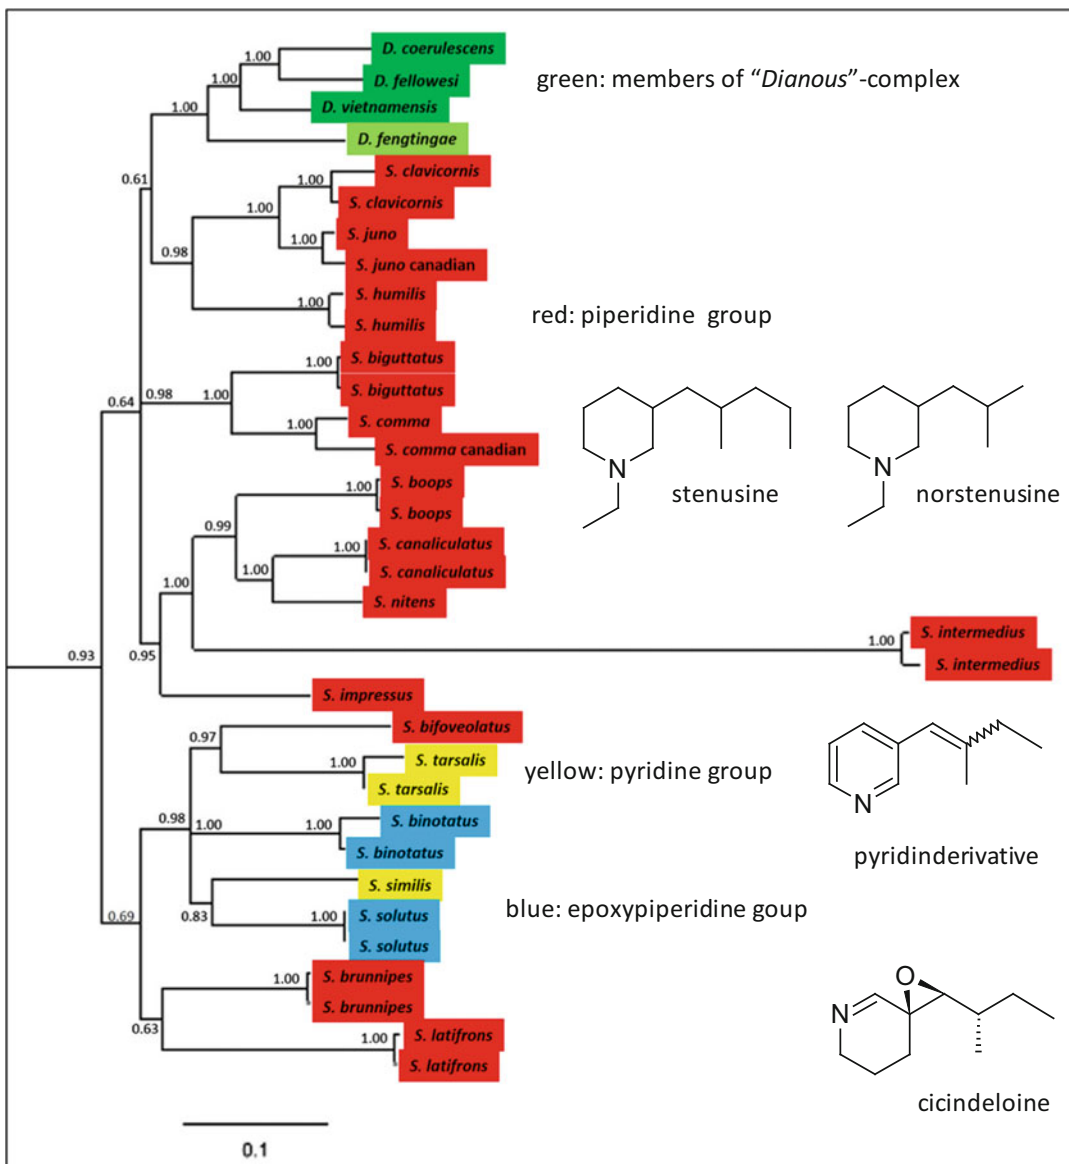 D. coerulescens
1.00
D. fellowesi
green: members of “Dianous”-complex
1.00
D. vietnamensis
1.00
D. fengtingae
S. clavicornis
0.61
1.00
S. clavicornis
1.00
S. juno
1.00
0.98
S. juno canadian
S. humilis
1.00
red: piperidine group
S. humilis
S. biguttatus
1.00
S. biguttatus
0.64
0.98
1.00
S. comma
1.00
S. comma canadian
N
stenusine
N
norstenusine
S. boops
1.00
S. boops
0.99
S. canaliculatus
1.00
S. canaliculatus
1.00
1.00
S. nitens
S. intermedius
1.00
S. intermedius
0.93
0.95
S. impressus
S. bifoveolatus
0.97
S. tarsalis
1.00
yellow: pyridine group
S. tarsalis
N
pyridinderivative
0.98
1.00
1.00
S. binotatus
S. binotatus
S. similis
0.83
blue: epoxypiperidine goup
0.69
1.00
S. solutus
S. solutus
S. brunnipes
1.00
S. brunnipes
0.63
S. latifrons
1.00
S. latifrons
O
N
cicindeloine
0.1